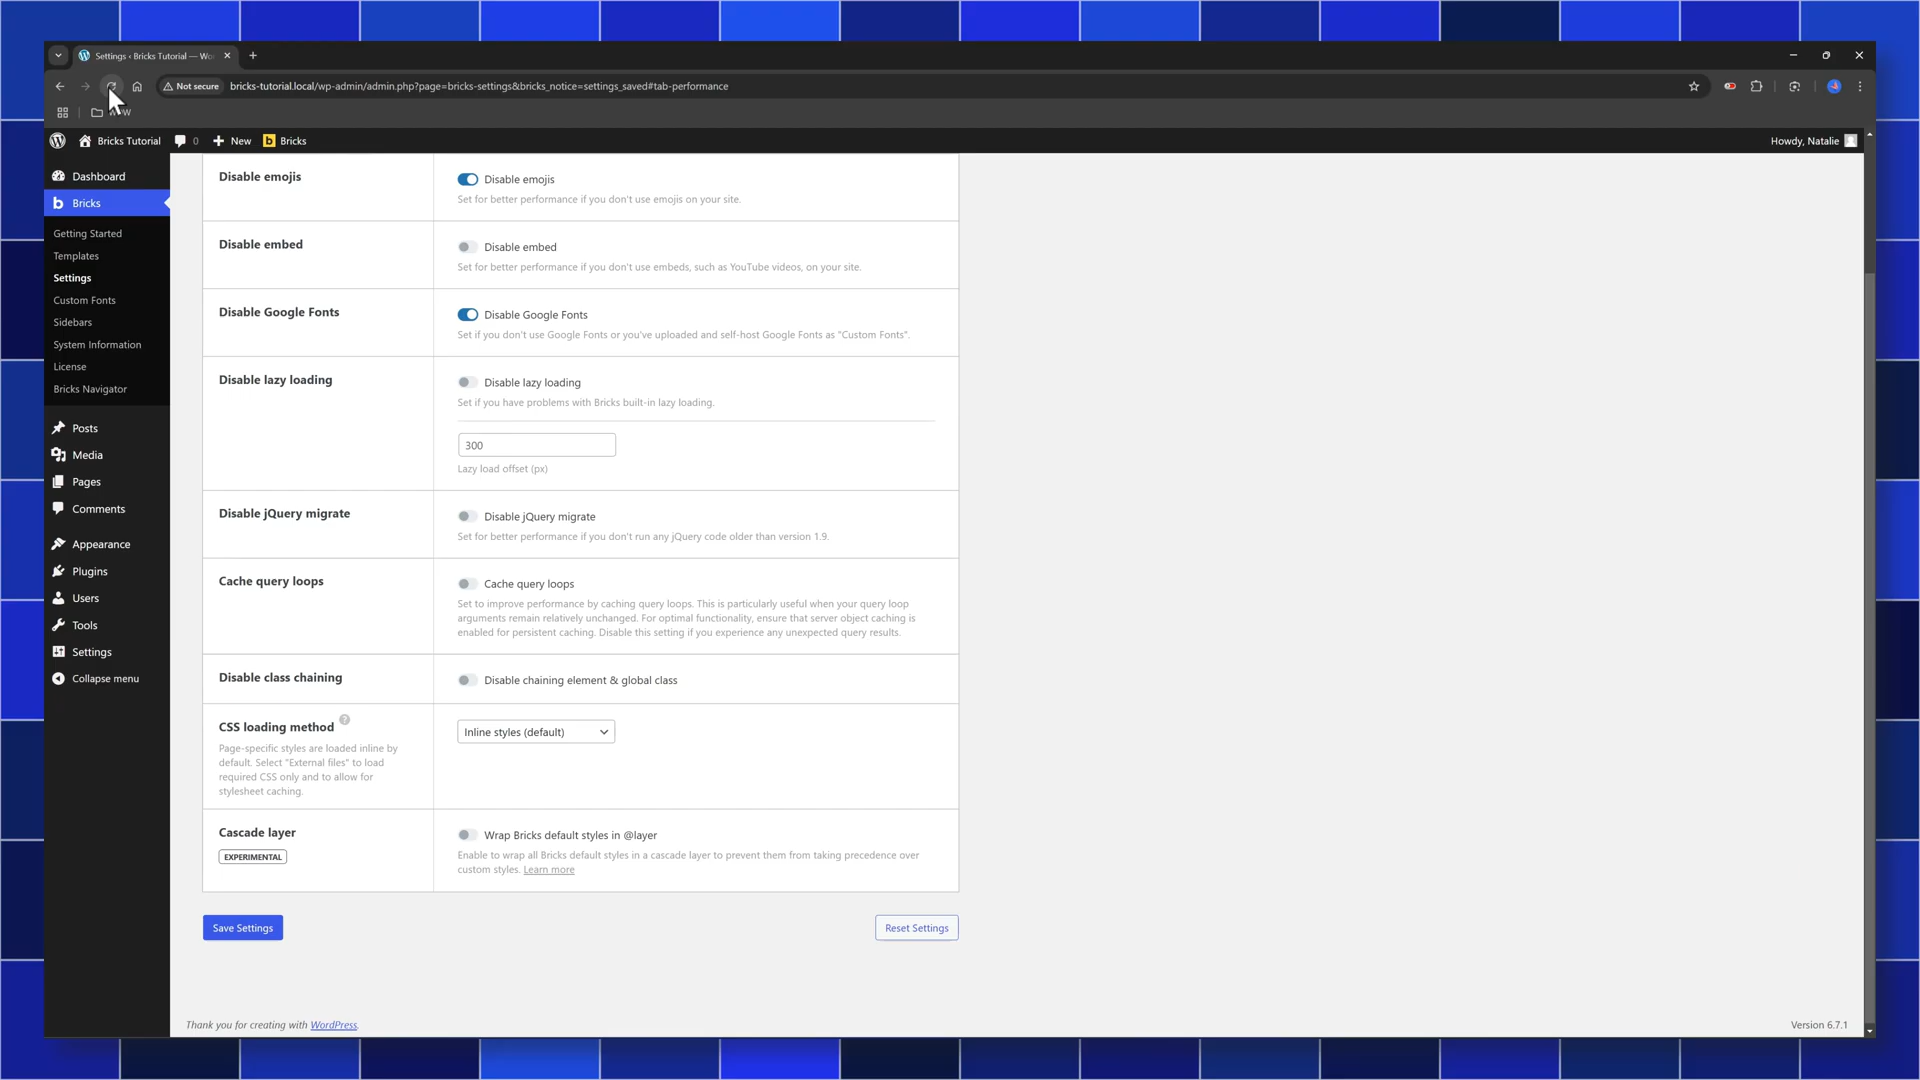 Settings ‹ Bricks Tutorial — Wo
Not secure
bricks-tutorial.local/wp-admin/admin.php?page=bricks-settings&bricks_notice=settings_saved#tab-performance
Bricks Tutorial
0
New
Bricks
Howdy, Natalie
Dashboard
Bricks
Getting Started
Templates
Settings
Custom Fonts
Sidebars
System Information
License
Bricks Navigator
Posts
Media
Pages
Comments
Appearance
Plugins
Users
Tools
Settings
Collapse menu
Disable emojis
Disable emojis
Set for better performance if you don't use emojis on your site.
Disable embed
Disable embed
Set for better performance if you don't use embeds, such as YouTube videos, on your site.
Disable Google Fonts
Disable Google Fonts
Set if you don't use Google Fonts or you've uploaded and self-host Google Fonts as "Custom Fonts".
Disable lazy loading
Disable lazy loading
Set if you have problems with Bricks built-in lazy loading.
300
Lazy load offset (px)
Disable jQuery migrate
Disable jQuery migrate
Set for better performance if you don't run any jQuery code older than version 1.9.
Cache query loops
Cache query loops
Set to improve performance by caching query loops. This is particularly useful when your query loop
arguments remain relatively unchanged. For optimal functionality, ensure that server object caching is
enabled for persistent caching. Disable this setting if you experience any unexpected query results.
Disable class chaining
Disable chaining element & global class
CSS loading method ?
Page-specific styles are loaded inline by
default. Select "External files" to load
required CSS only and to allow for
stylesheet caching.
Inline styles (default)
Cascade layer
EXPERIMENTAL
Wrap Bricks default styles in @layer
Enable to wrap all Bricks default styles in a cascade layer to prevent them from taking precedence over
custom styles. Learn more
Save Settings
Reset Settings
Thank you for creating with WordPress.
Version 6.7.1